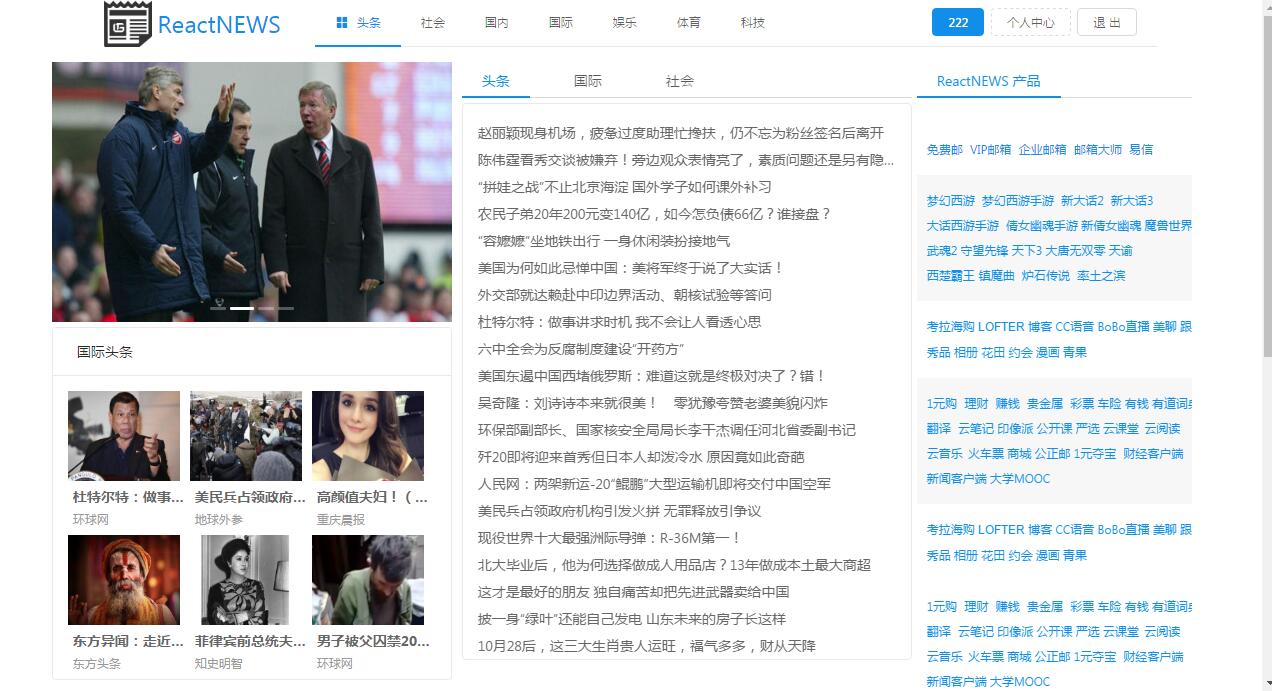 ReactNEWS
头条 社会 国内 国际 娱乐 体育 科技
222 个人中心 退 出
国际头条
杜特尔特：做事... 美民兵占领政府... 高颜值夫妇！（...
环球网 地球外参 重庆晨报
东方异闻：走近... 菲律宾前总统夫... 男子被父囚禁20...
东方头条 知史明智 环球网
头条 国际 社会
赵丽颖现身机场，疲惫过度助理忙搀扶，仍不忘为粉丝签名后离开
陈伟霆看秀交谈被嫌弃！旁边观众表情亮了，素质问题还是另有隐...
“拼娃之战”不止北京海淀 国外学子如何课外补习
农民子弟20年200元变140亿，如今怎负债66亿？谁接盘？
“容嬷嬷”坐地铁出行 一身休闲装扮接地气
美国为何如此忌惮中国：美将军终于说了大实话！
外交部就达赖赴中印边界活动、朝核试验等答问
杜特尔特：做事讲求时机 我不会让人看透心思
六中全会为反腐制度建设“开药方”
美国东遏中国西堵俄罗斯：难道这就是终极对决了？错！
吴奇隆：刘诗诗本来就很美！ 零犹豫夸赞老婆美貌闪炸
环保部副部长、国家核安全局局长李干杰调任河北省委副书记
歼20即将迎来首秀但日本人却泼冷水 原因竟如此奇葩
人民网：两架新运-20“鲲鹏”大型运输机即将交付中国空军
美民兵占领政府机构引发火拼 无罪释放引争议
现役世界十大最强洲际导弹：R-36M第一！
北大毕业后，他为何选择做成人用品店？13年做成本土最大商超
这才是最好的朋友 独自痛苦却把先进武器卖给中国
披一身“绿叶”还能自己发电 山东未来的房子长这样
10月28后，这三大生肖贵人运旺，福气多多，财从天降
ReactNEWS 产品
免费邮 VIP邮箱 企业邮箱 邮箱大师 易信
梦幻西游 梦幻西游手游 新大话2 新大话3
大话西游手游 倩女幽魂手游 新倩女幽魂 魔兽世界
武魂2 守望先锋 天下3 大唐无双零 天谕
西楚霸王 镇魔曲 炉石传说 率土之滨
考拉海购 LOFTER 博客 CC语音 BoBo直播 美聊 跟
秀品 相册 花田 约会 漫画 青果
1元购 理财 赚钱 贵金属 彩票 车险 有钱 有道词
翻译 云笔记 印像派 公开课 严选 云课堂 云阅读
云音乐 火车票 商城 公正邮 1元夺宝 财经客户端
新闻客户端 大学MOOC
考拉海购 LOFTER 博客 CC语音 BoBo直播 美聊 跟
秀品 相册 花田 约会 漫画 青果
1元购 理财 赚钱 贵金属 彩票 车险 有钱 有道词
翻译 云笔记 印像派 公开课 严选 云课堂 云阅读
云音乐 火车票 商城 公正邮 1元夺宝 财经客户端
新闻客户端 大学MOOC